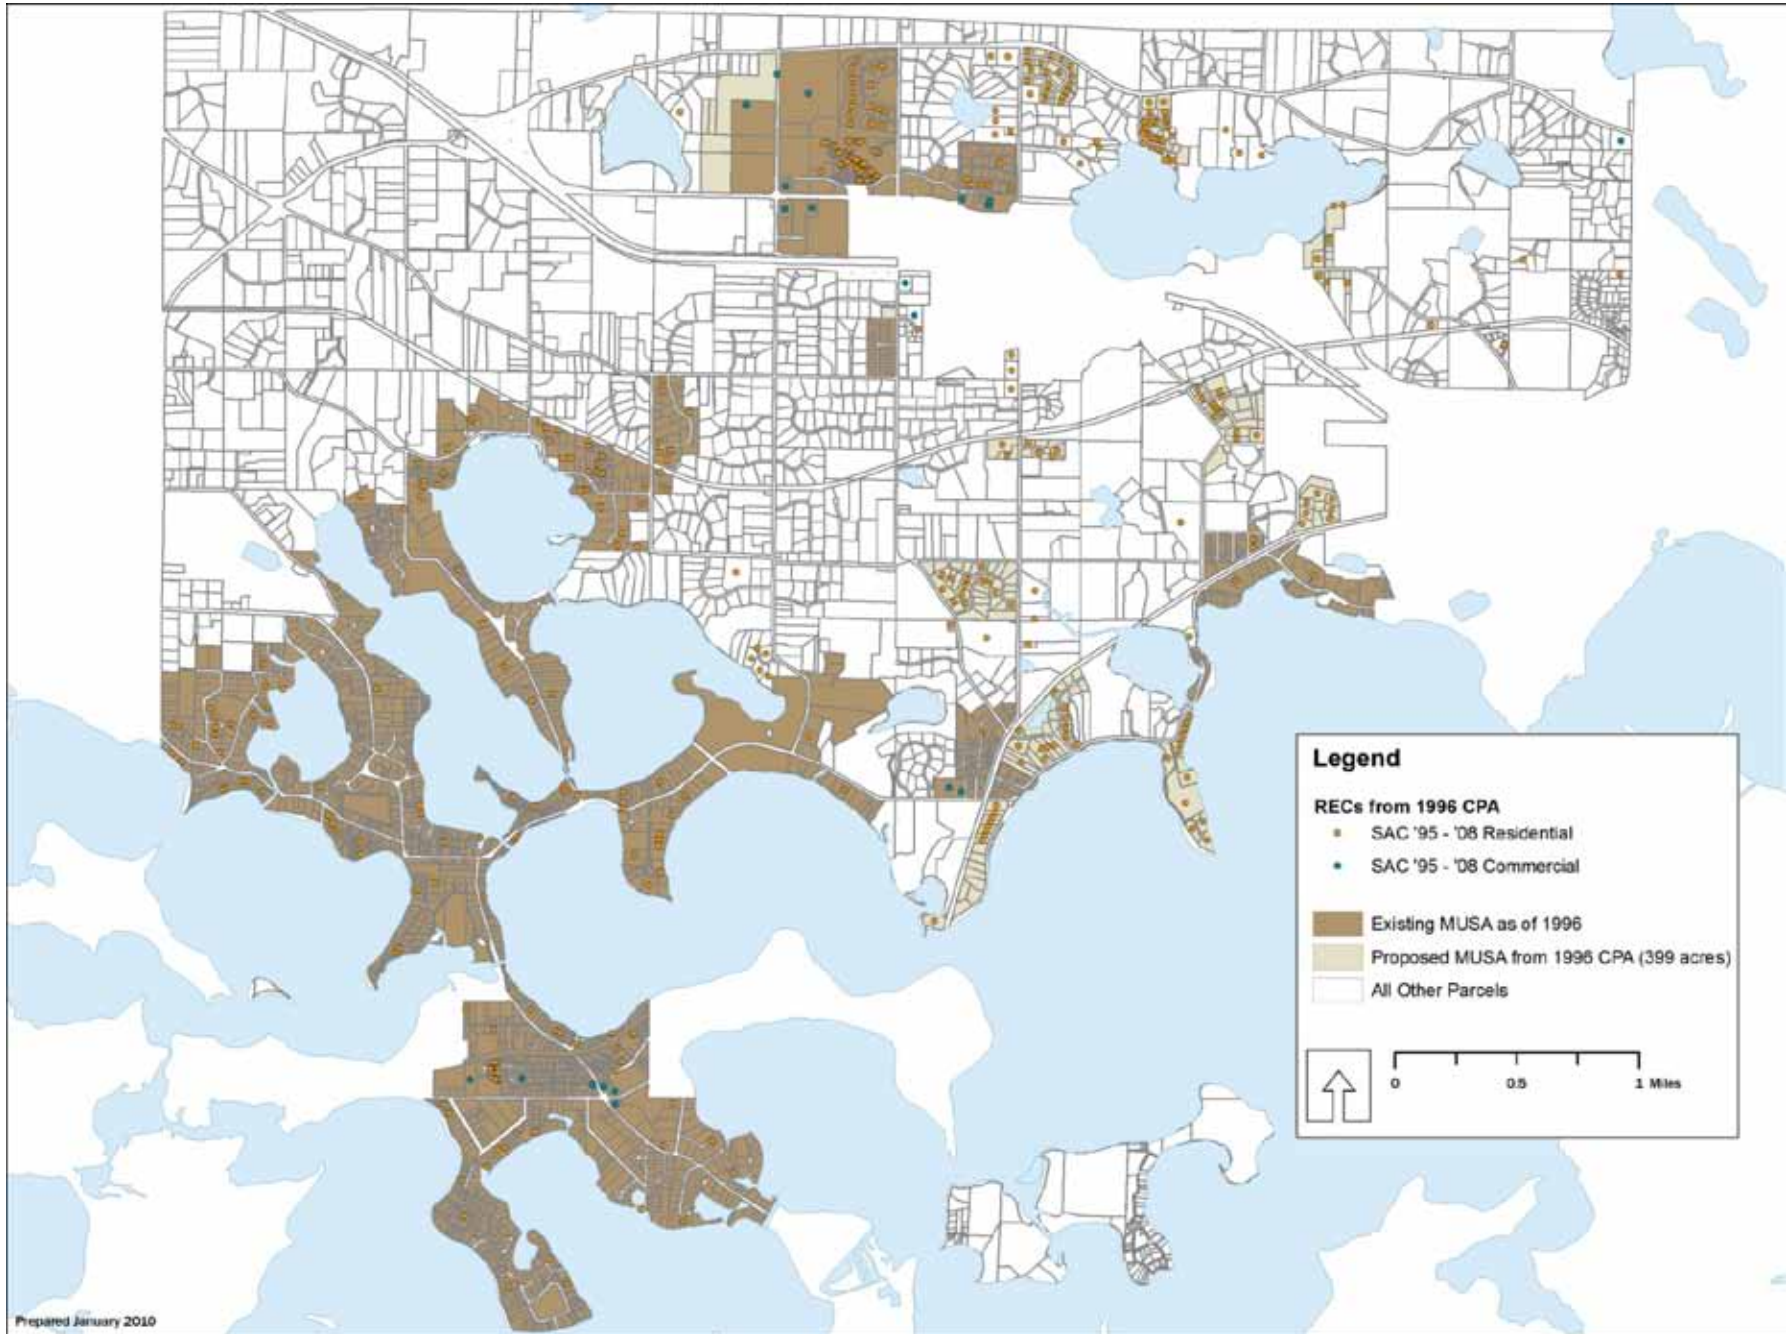 Legend
RECs from 1996 CPA
SAC '95 - '08 Residential
SAC '95 - '08 Commercial
Existing MUSA as of 1996
Proposed MUSA from 1996 CPA (399 acres)
All Other Parcels
0 0.5 1 Miles
Prepared January 2010